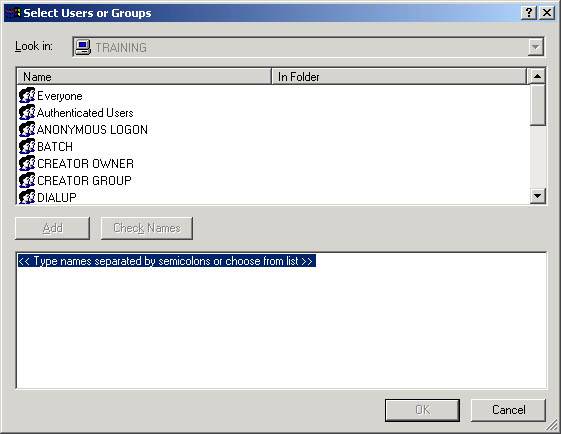 Select Users or Groups
Look in: TRAINING
Name In Folder
Everyone
Authenticated Users
ANONYMOUS LOGON
BATCH
CREATOR OWNER
CREATOR GROUP
DIALUP
Add Check Names
<< Type names separated by semicolons or choose from list >>
OK Cancel